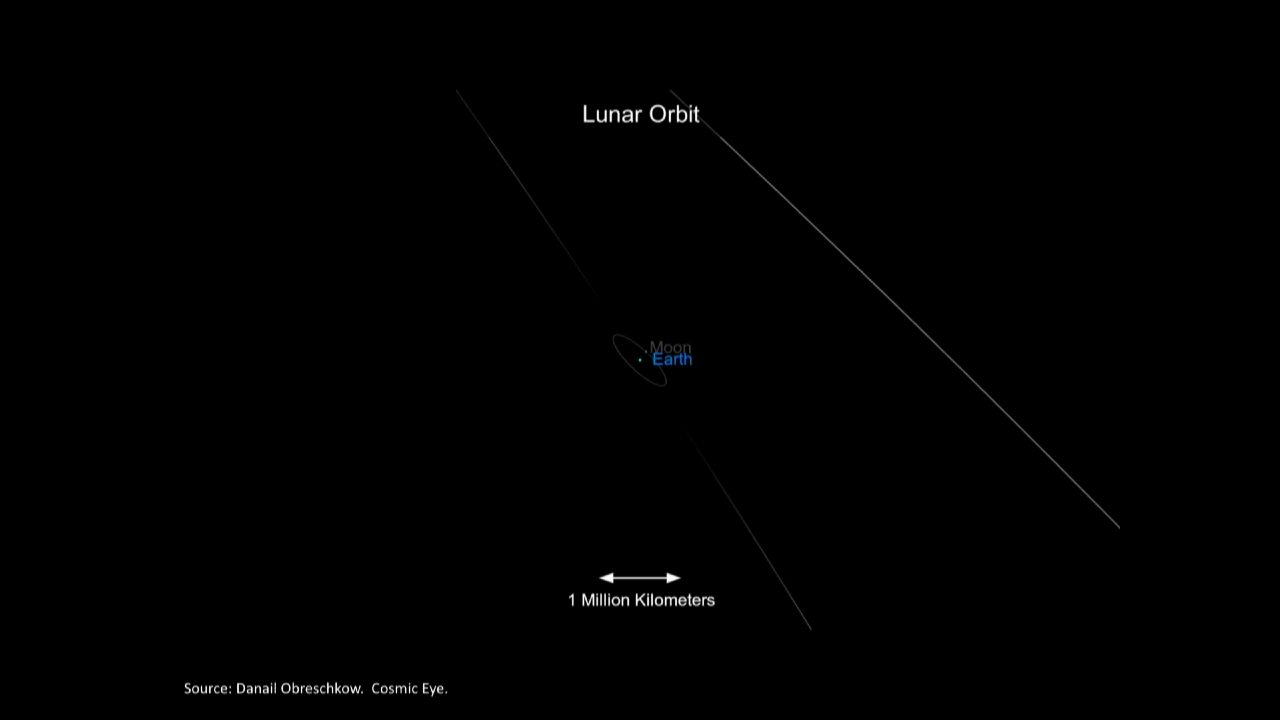 Lunar Orbit
Moon
Earth
1 Million Kilometers
Source: Danail Obreschkow.  Cosmic Eye.